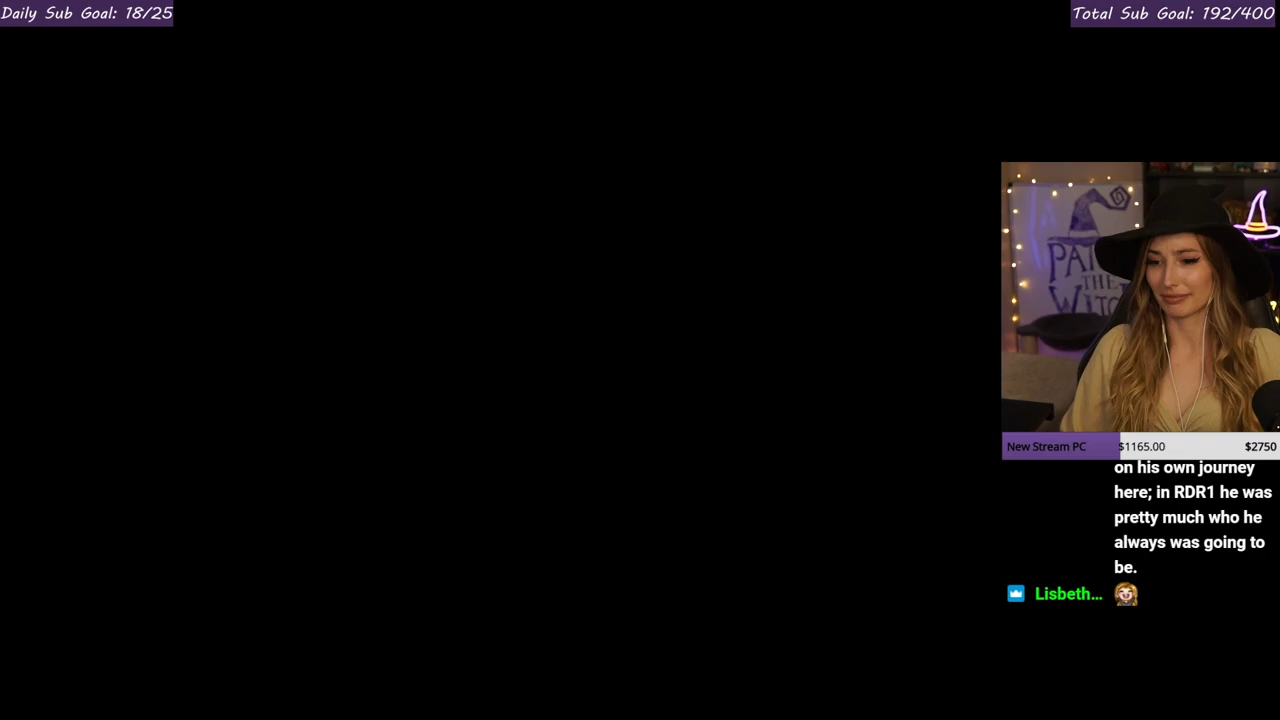 Daily Sub Goal: 18/25
Total Sub Goal: 192/400
THE
New Stream PC $1165.00 $2750
on his own journey
here; in RDR1 he was
pretty much who he
always was going to
be.
Lisbeth...